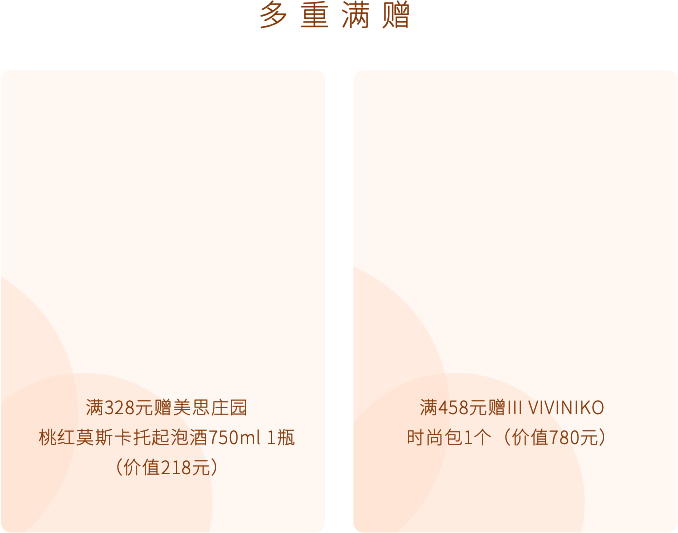 多重满赠
满328元赠美思庄园
桃红莫斯卡托起泡酒750ml 1瓶
（价值218元）
满458元赠III VIVINIKO
时尚包1个（价值780元）